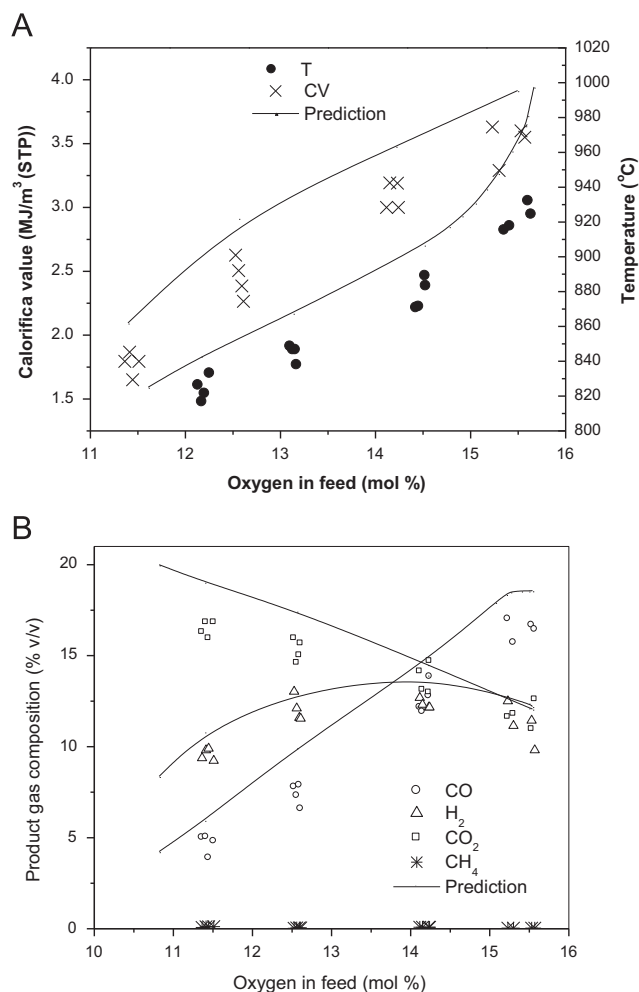 A
T
CV
Prediction
Calorifica value (MJ/m³ (STP))
4.0
3.5
3.0
2.5
2.0
1.5
Temperature (°C)
1020
1000
980
960
940
920
900
880
860
840
820
800
11 12 13 14 15 16
Oxygen in feed (mol %)
B
Product gas composition (% v/v)
20
15
10
5
0
CO
H₂
CO₂
CH₄
Prediction
10 11 12 13 14 15 16
Oxygen in feed (mol %)